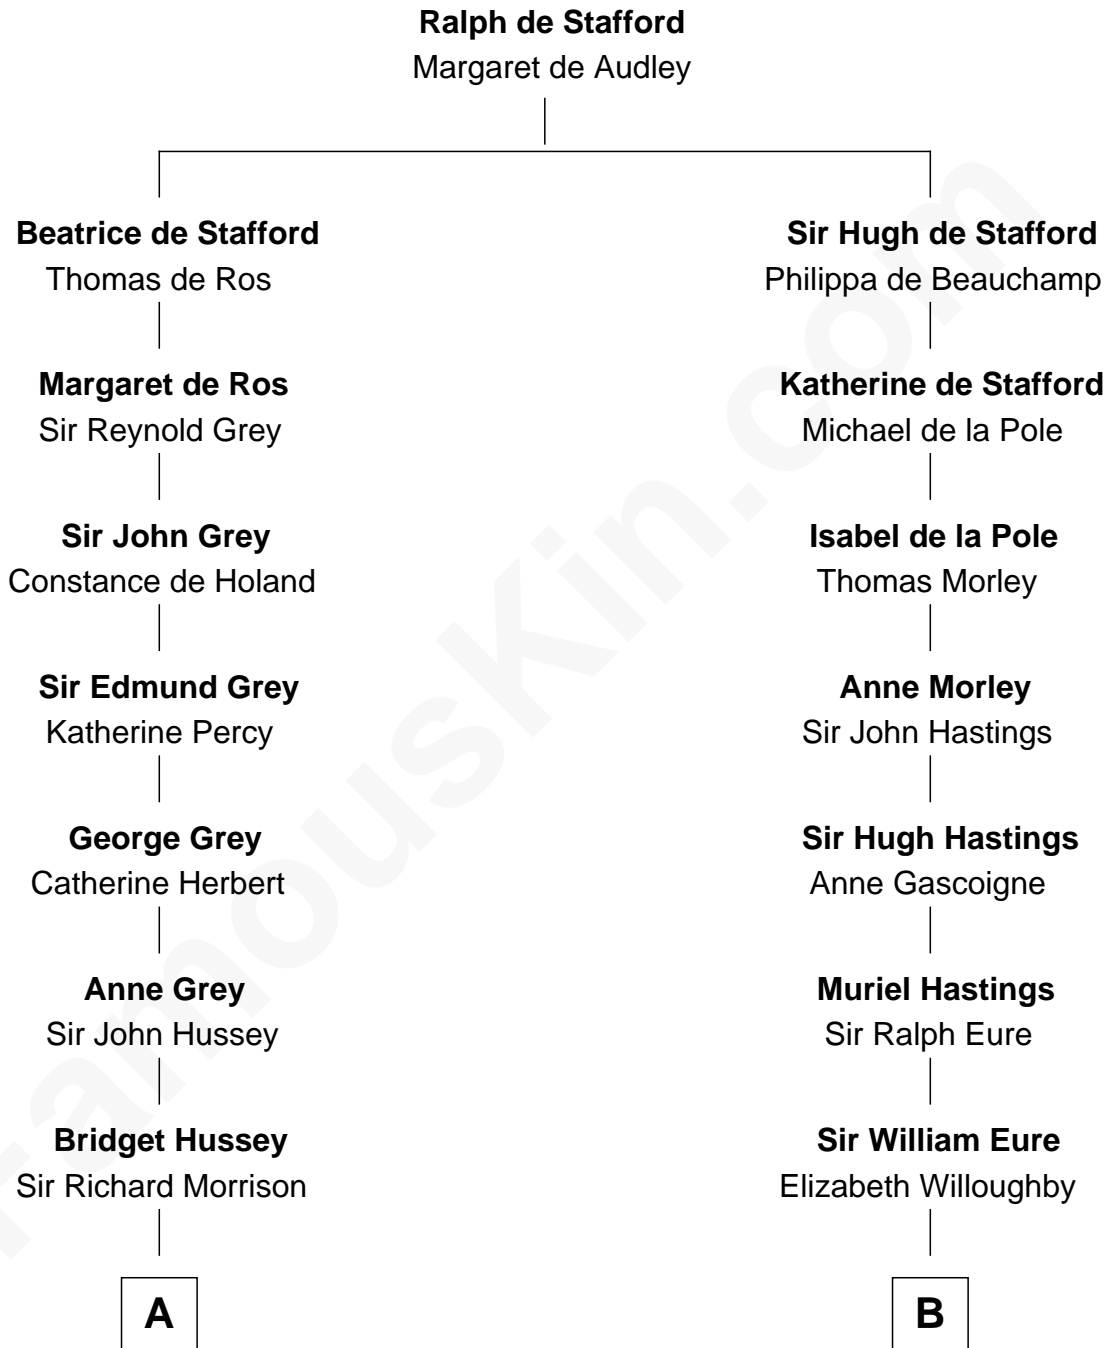 Ralph de Stafford
Margaret de Audley
Beatrice de Stafford
Thomas de Ros
Sir Hugh de Stafford
Philippa de Beauchamp
Margaret de Ros
Sir Reynold Grey
Katherine de Stafford
Michael de la Pole
Sir John Grey
Constance de Holand
Isabel de la Pole
Thomas Morley
Sir Edmund Grey
Katherine Percy
Anne Morley
Sir John Hastings
George Grey
Catherine Herbert
Sir Hugh Hastings
Anne Gascoigne
Anne Grey
Sir John Hussey
Muriel Hastings
Sir Ralph Eure
Bridget Hussey
Sir Richard Morrison
Sir William Eure
Elizabeth Willoughby
A
B
FamousKin.com